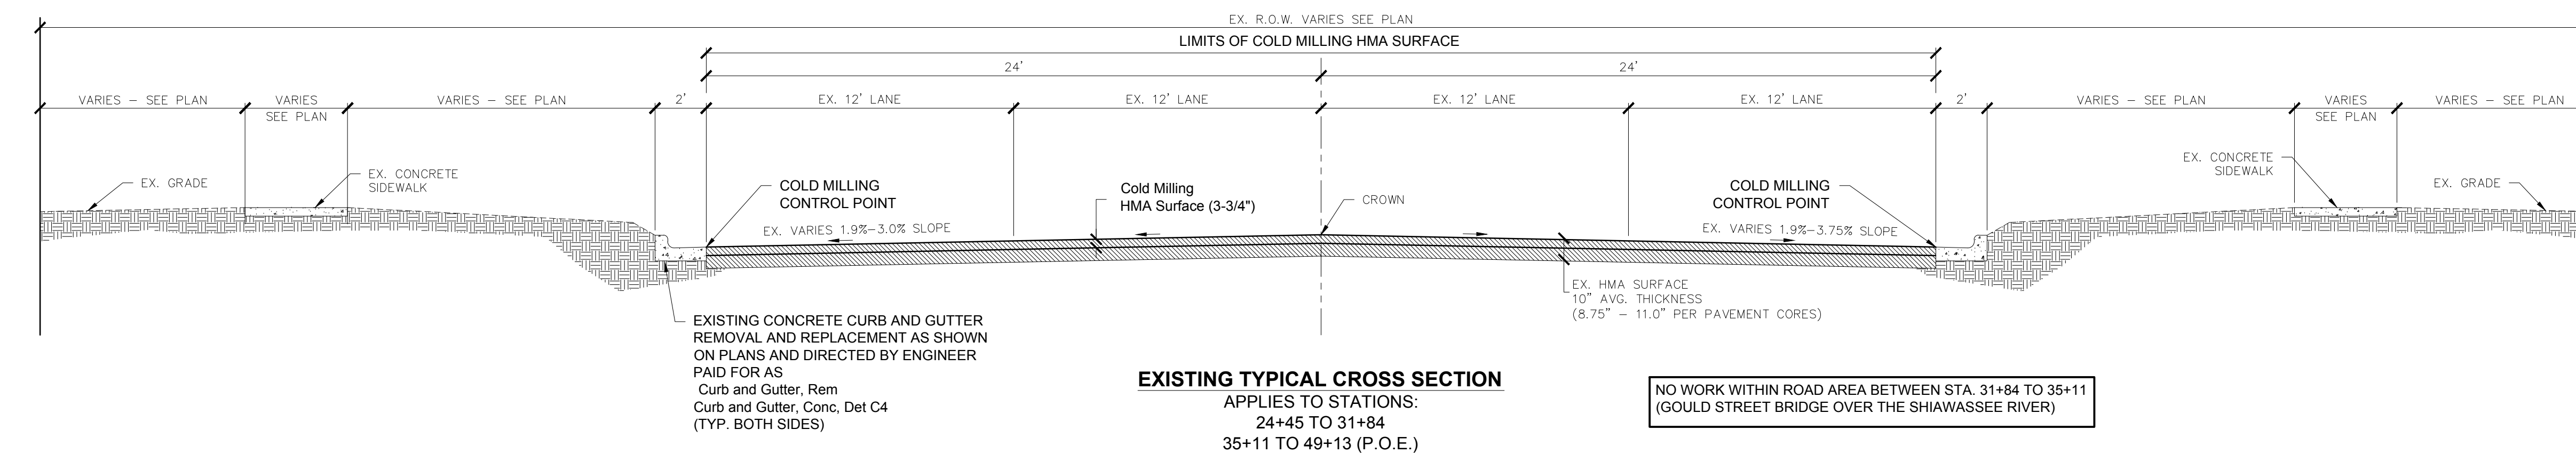 EX. R.O.W. VARIES SEE PLAN
LIMITS OF COLD MILLING HMA SURFACE
24'
24'
VARIES – SEE PLAN
VARIES
SEE PLAN
VARIES – SEE PLAN
2'
EX. 12' LANE
EX. 12' LANE
EX. 12' LANE
EX. 12' LANE
2'
VARIES – SEE PLAN
VARIES
SEE PLAN
VARIES – SEE PLAN
EX. GRADE
EX. CONCRETE
SIDEWALK
COLD MILLING
CONTROL POINT
EX. VARIES 1.9%–3.0% SLOPE
Cold Milling
HMA Surface (3-3/4")
CROWN
COLD MILLING
CONTROL POINT
EX. VARIES 1.9%–3.75% SLOPE
EX. CONCRETE
SIDEWALK
EX. GRADE
EX. HMA SURFACE
10" AVG. THICKNESS
(8.75" – 11.0" PER PAVEMENT CORES)
EXISTING CONCRETE CURB AND GUTTER
REMOVAL AND REPLACEMENT AS SHOWN
ON PLANS AND DIRECTED BY ENGINEER
PAID FOR AS
Curb and Gutter, Rem
Curb and Gutter, Conc, Det C4
(TYP. BOTH SIDES)
EXISTING TYPICAL CROSS SECTION
APPLIES TO STATIONS:
24+45 TO 31+84
35+11 TO 49+13 (P.O.E.)
NO WORK WITHIN ROAD AREA BETWEEN STA. 31+84 TO 35+11
(GOULD STREET BRIDGE OVER THE SHIAWASSEE RIVER)